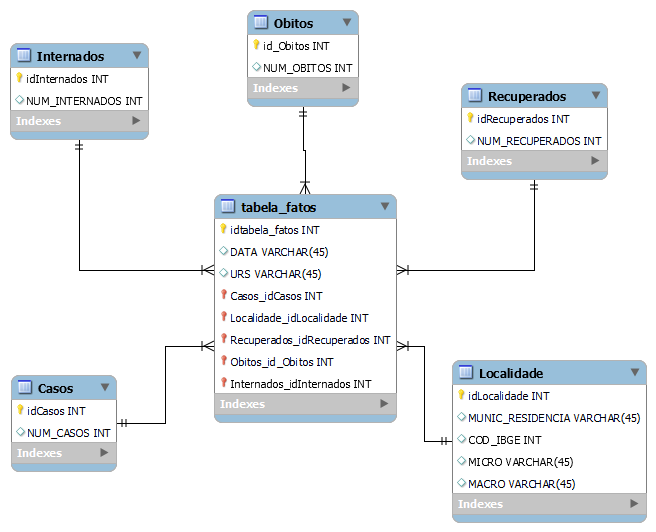 Obitos
id_Obitos INT
NUM_OBITOS INT
Indexes
Internados
idInternados INT
NUM_INTERNADOS INT
Indexes
Recuperados
idRecuperados INT
NUM_RECUPERADOS INT
Indexes
tabela_fatos
idtabela_fatos INT
DATA VARCHAR(45)
URS VARCHAR(45)
Casos_idCasos INT
Localidade_idLocalidade INT
Recuperados_idRecuperados INT
Obitos_id_Obitos INT
Internados_idInternados INT
Indexes
Casos
idCasos INT
NUM_CASOS INT
Indexes
Localidade
idLocalidade INT
MUNIC_RESIDENCIA VARCHAR(45)
COD_IBGE INT
MICRO VARCHAR(45)
MACRO VARCHAR(45)
Indexes